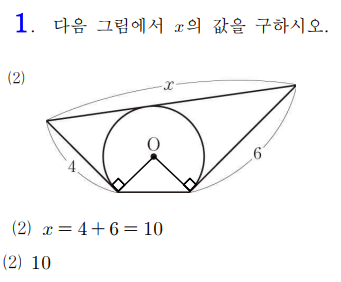 1. 다음 그림에서 x의 값을 구하시오.
(2)
x
O
4
6
(2) x = 4 + 6 = 10
(2) 10